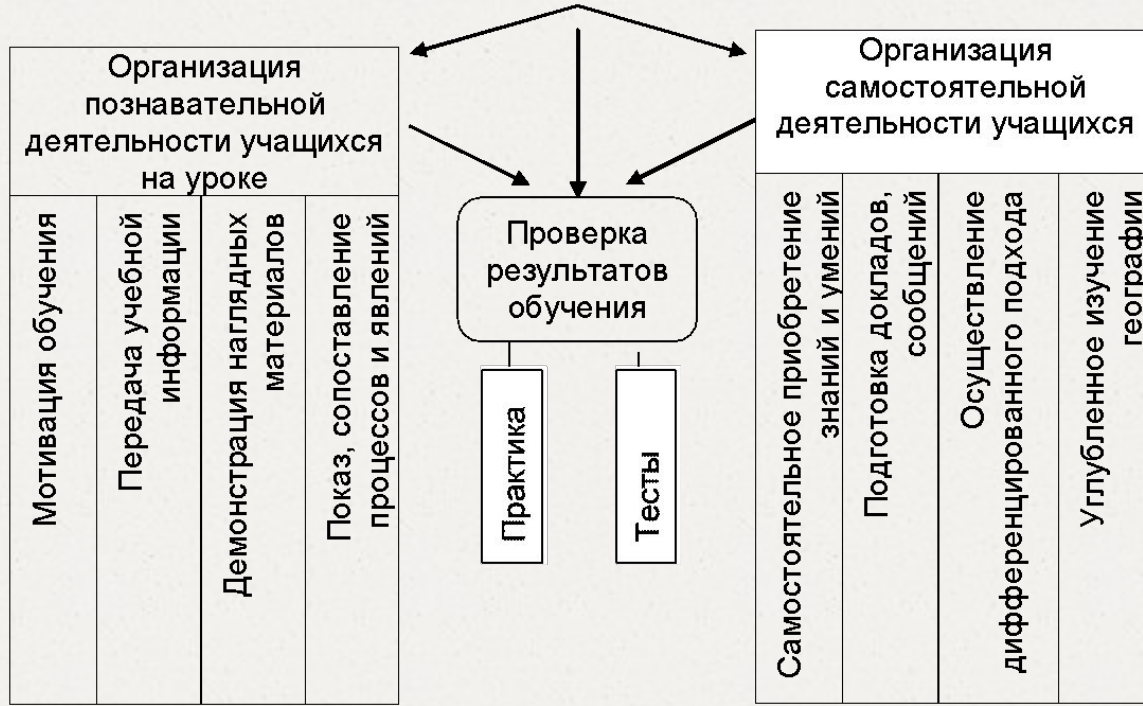 Организация
познавательной
деятельности учащихся
на уроке
Мотивация обучения
Передача учебной
информации
Демонстрация наглядных
материалов
Показ, сопоставление
процессов и явлений
Проверка
результатов
обучения
Практика
Тесты
Организация
самостоятельной
деятельности учащихся
Самостоятельное приобретение
знаний и умений
Подготовка докладов,
сообщений
Осуществление
дифференцированного подхода
Углубленное изучение
географии